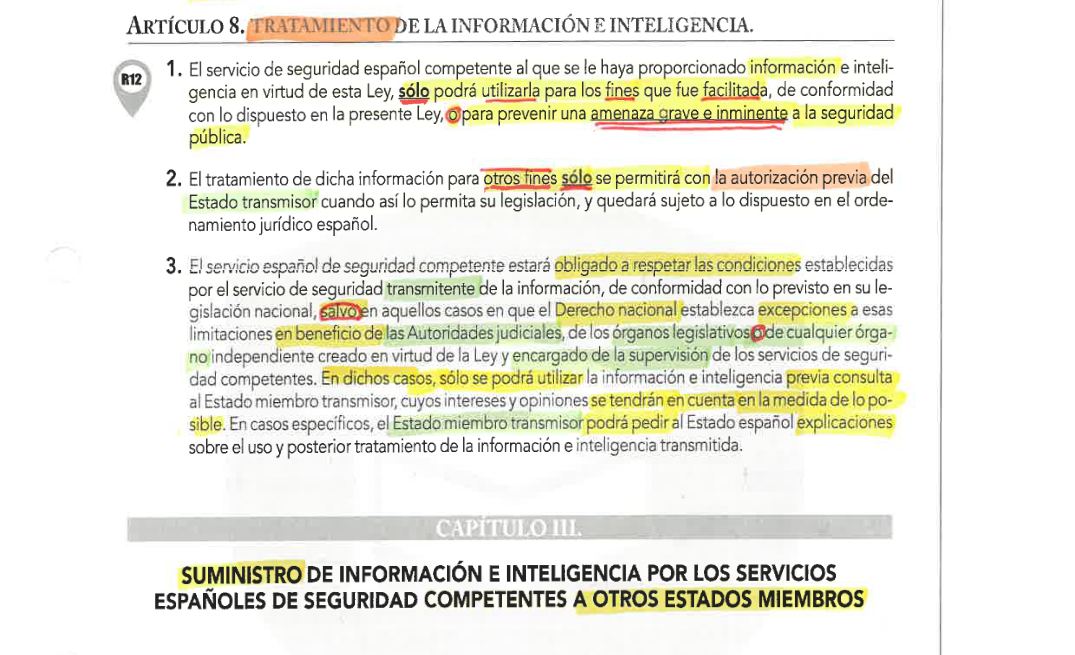 ARTÍCULO 8. TRATAMIENTO DE LA INFORMACIÓN E INTELIGENCIA.
R12
1. El servicio de seguridad español competente al que se le haya proporcionado información e inteli-
gencia en virtud de esta Ley, sólo podrá utilizarla para los fines que fue facilitada, de conformidad
con lo dispuesto en la presente Ley, o para prevenir una amenaza grave e inminente a la seguridad
pública.
2. El tratamiento de dicha información para otros fines sólo se permitirá con la autorización previa del
Estado transmisor cuando así lo permita su legislación, y quedará sujeto a lo dispuesto en el orde-
namiento jurídico español.
3. El servicio español de seguridad competente estará obligado a respetar las condiciones establecidas
por el servicio de seguridad transmitente de la información, de conformidad con lo previsto en su le-
gislación nacional, salvo en aquellos casos en que el Derecho nacional establezca excepciones a esas
limitaciones en beneficio de las Autoridades judiciales, de los órganos legislativos o de cualquier órga-
no independiente creado en virtud de la Ley y encargado de la supervisión de los servicios de seguri-
dad competentes. En dichos casos, sólo se podrá utilizar la información e inteligencia previa consulta
al Estado miembro transmisor, cuyos intereses y opiniones se tendrán en cuenta en la medida de lo po-
sible. En casos específicos, el Estado miembro transmisor podrá pedir al Estado español explicaciones
sobre el uso y posterior tratamiento de la información e inteligencia transmitida.
CAPÍTULO III.
SUMINISTRO DE INFORMACIÓN E INTELIGENCIA POR LOS SERVICIOS
ESPAÑOLES DE SEGURIDAD COMPETENTES A OTROS ESTADOS MIEMBROS